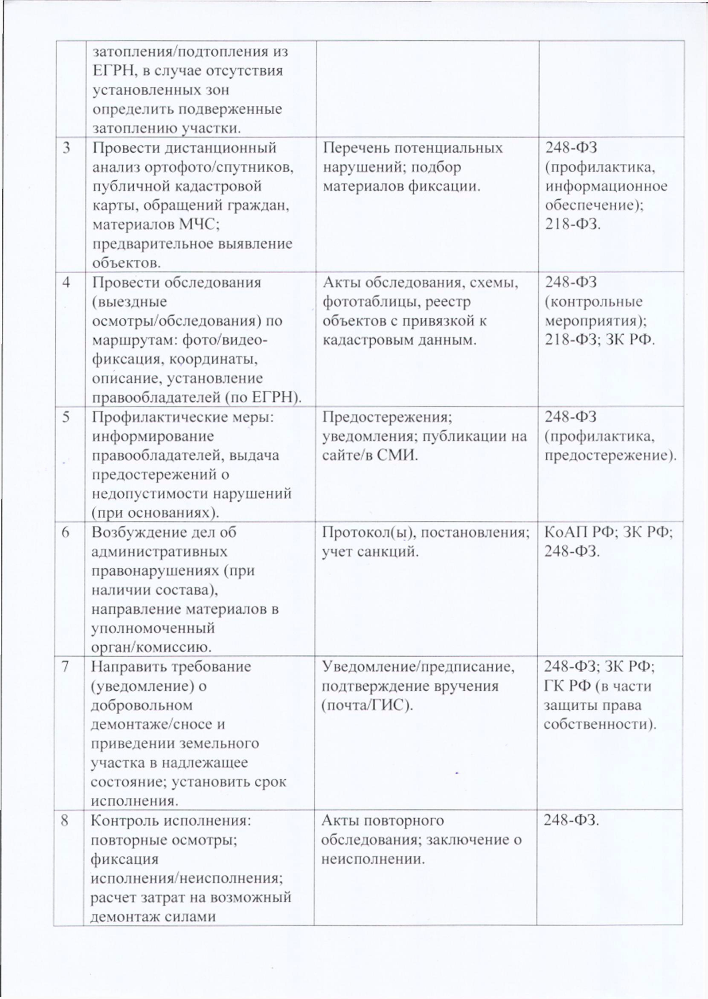 затопления/подтопления из
ЕГРН, в случае отсутствия
установленных зон
определить подверженные
затоплению участки.
3
Провести дистанционный
анализ ортофото/спутников,
публичной кадастровой
карты, обращений граждан,
материалов МЧС;
предварительное выявление
объектов.
Перечень потенциальных
нарушений; подбор
материалов фиксации.
248-ФЗ
(профилактика,
информационное
обеспечение);
218-ФЗ.
4
Провести обследования
(выездные
осмотры/обследования) по
маршрутам: фото/видео-
фиксация, координаты,
описание, установление
правообладателей (по ЕГРН).
Акты обследования, схемы,
фототаблицы, реестр
объектов с привязкой к
кадастровым данным.
248-ФЗ
(контрольные
мероприятия);
218-ФЗ; ЗК РФ.
5
Профилактические меры:
информирование
правообладателей, выдача
предостережений о
недопустимости нарушений
(при основаниях).
Предостережения;
уведомления; публикации на
сайте/в СМИ.
248-ФЗ
(профилактика,
предостережение).
6
Возбуждение дел об
административных
правонарушениях (при
наличии состава),
направление материалов в
уполномоченный
орган/комиссию.
Протокол(ы), постановления;
учет санкций.
КоАП РФ; ЗК РФ;
248-ФЗ.
7
Направить требование
(уведомление) о
добровольном
демонтаже/сносе и
приведении земельного
участка в надлежащее
состояние; установить срок
исполнения.
Уведомление/предписание,
подтверждение вручения
(почта/ГИС).
248-ФЗ; ЗК РФ;
ГК РФ (в части
защиты права
собственности).
8
Контроль исполнения:
повторные осмотры;
фиксация
исполнения/неисполнения;
расчет затрат на возможный
демонтаж силами
Акты повторного
обследования; заключение о
неисполнении.
248-ФЗ.